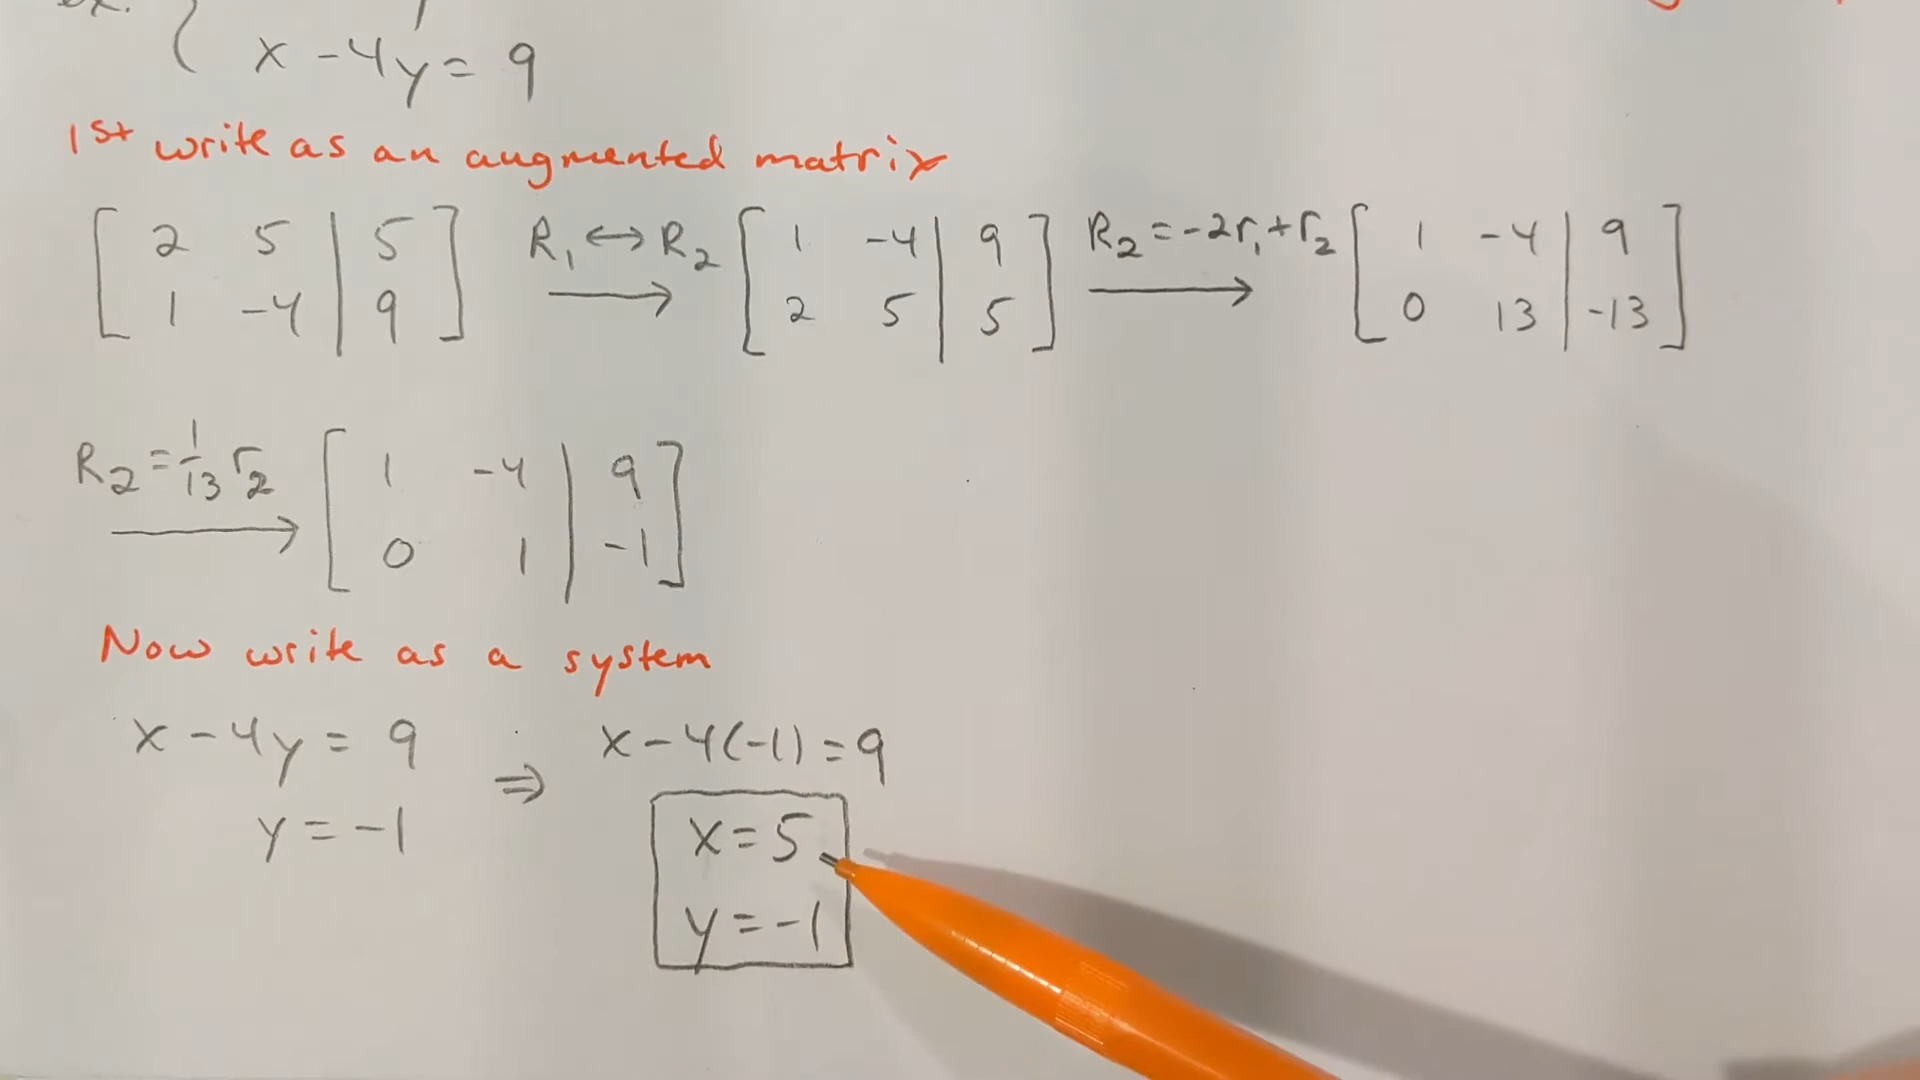 ex.
x - 4y = 9
1st write as an augmented matrix
[2 5 | 5] R₁ ↔ R₂ [1 -4 | 9] R₂ = -2r₁ + r₂ [1 -4 | 9]
[1 -4 | 9] → [2 5 | 5] → [0 13 | -13]
R₂ = 1/13 r₂ [1 -4 | 9]
→ [0 1 | -1]
Now write as a system
x - 4y = 9 ⇒ x - 4(-1) = 9
y = -1 x = 5
y = -1